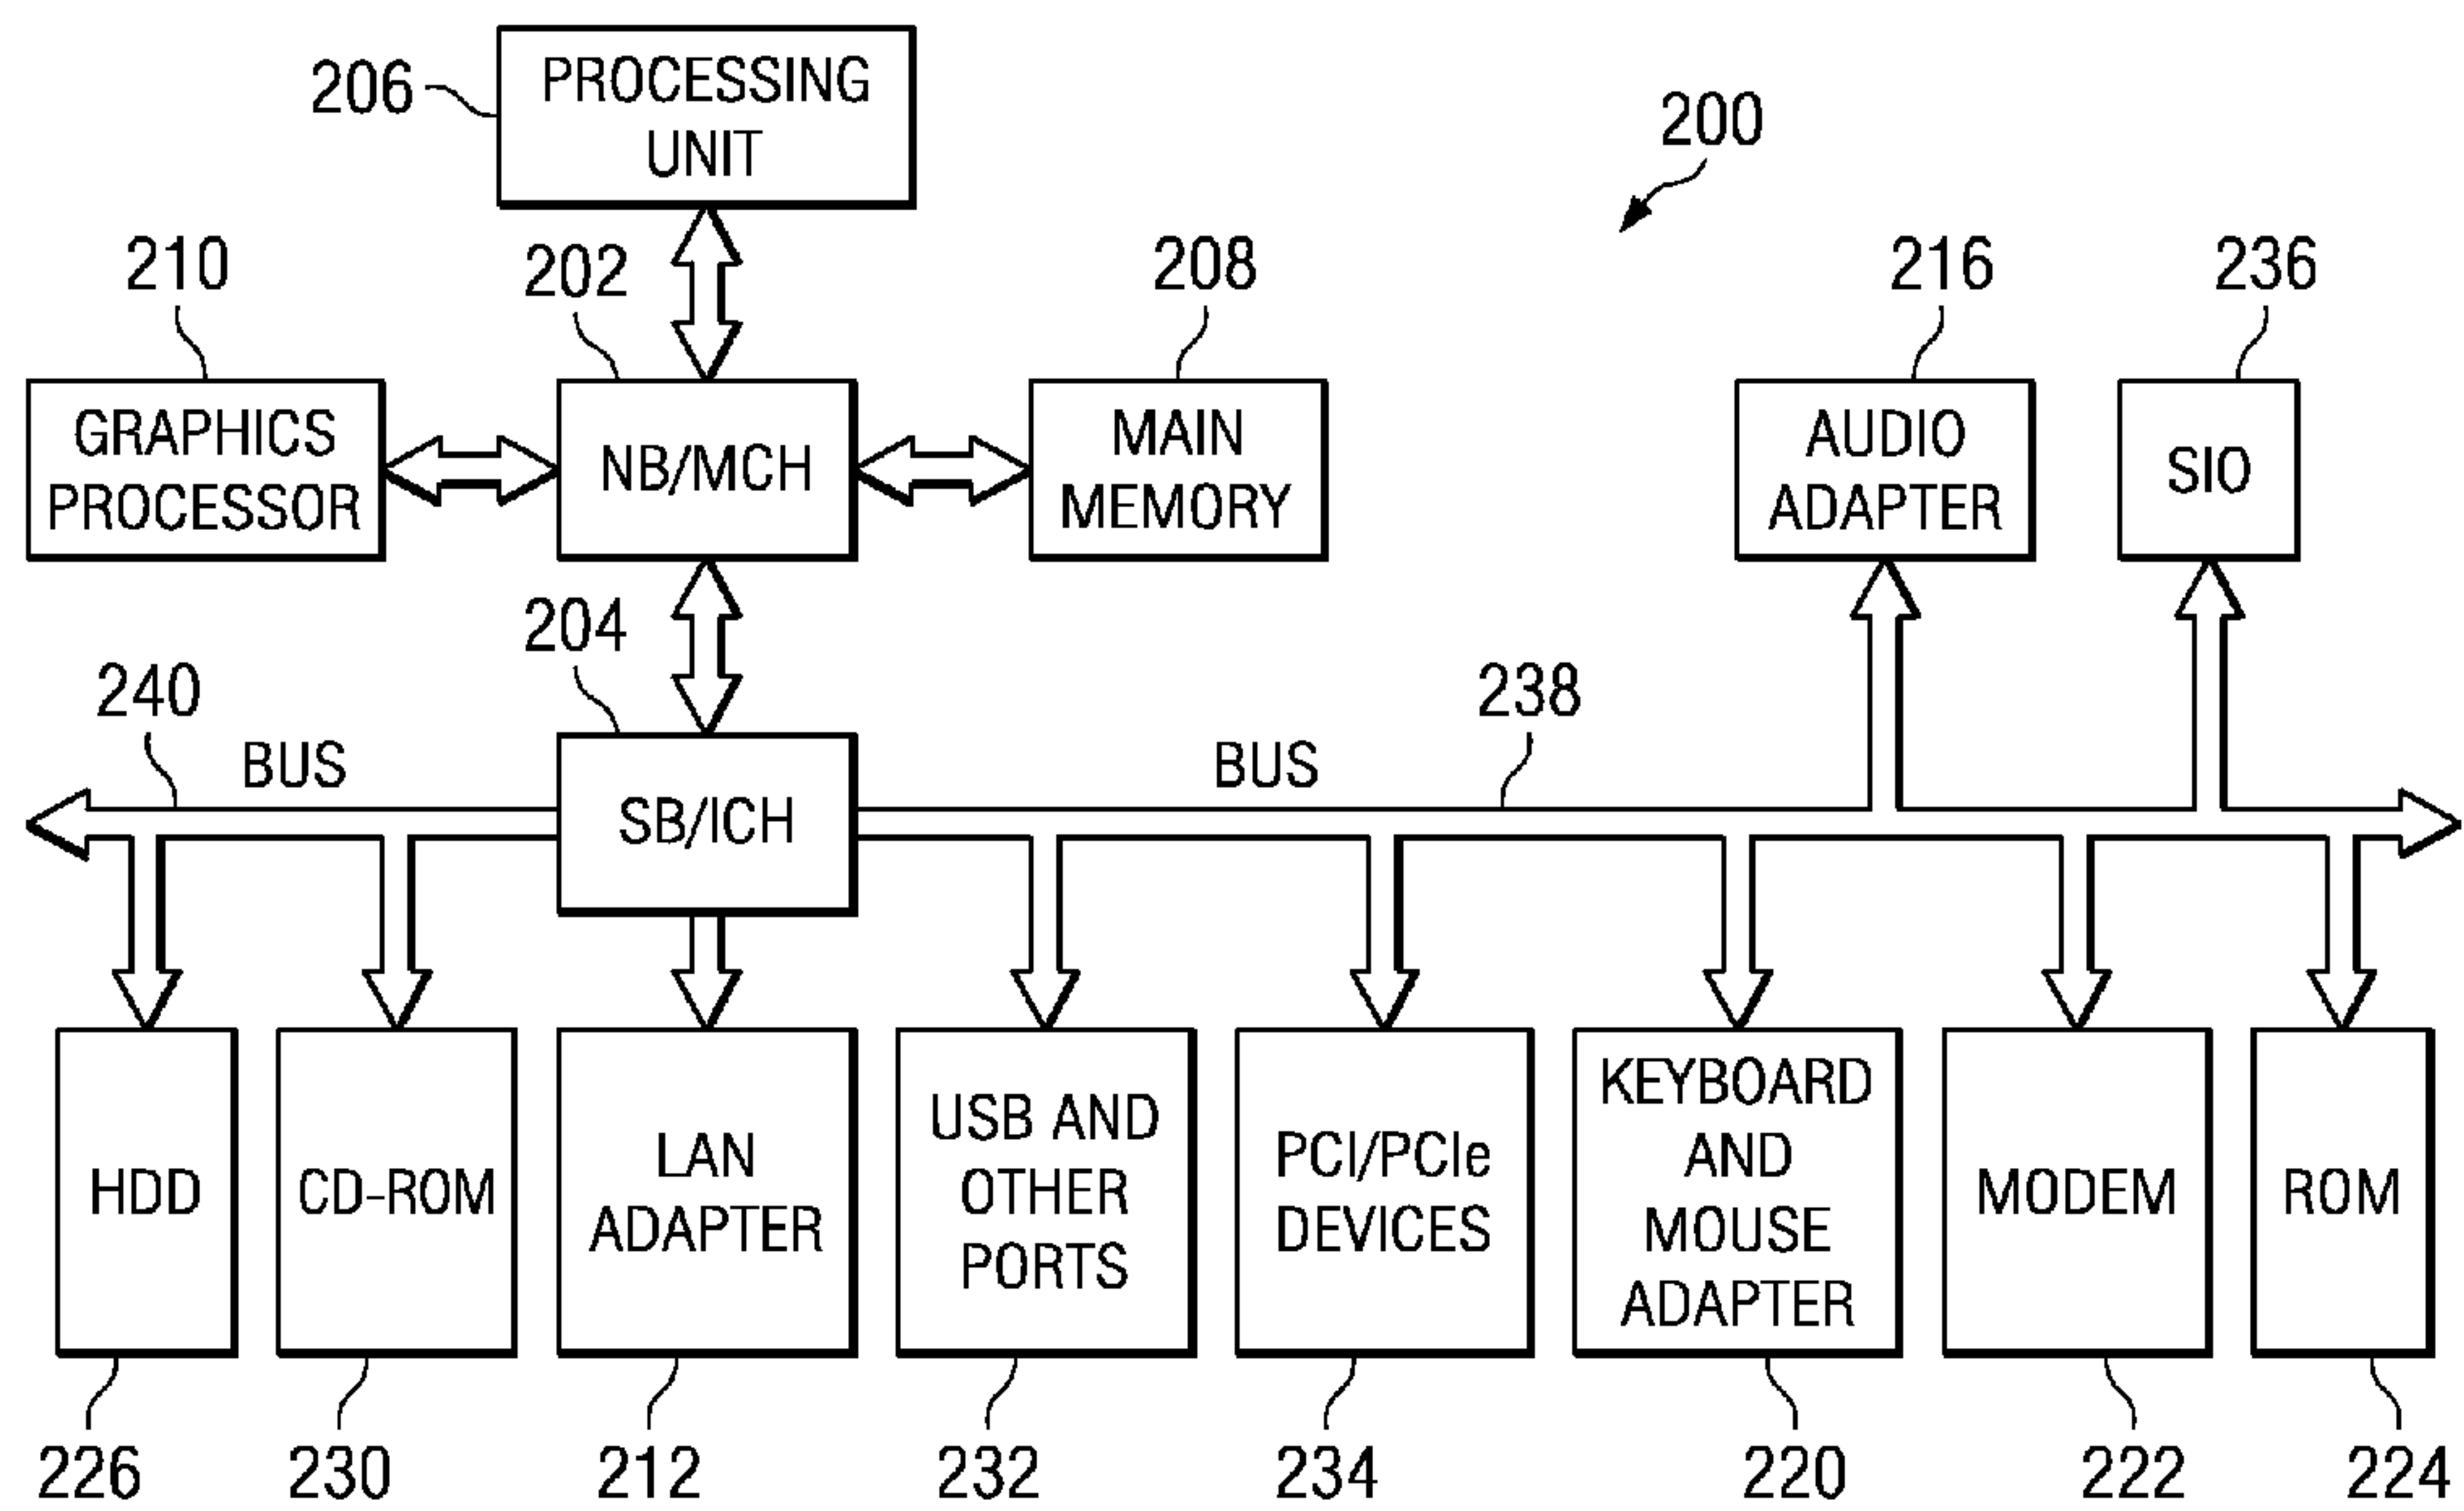 PROCESSING
UNIT
206
200
210
202
208
216
236
GRAPHICS
PROCESSOR
NB/MCH
MAIN
MEMORY
AUDIO
ADAPTER
SIO
204
240
238
BUS
BUS
SB/ICH
HDD
CD-ROM
LAN
ADAPTER
USB AND
OTHER
PORTS
PCI/PCIe
DEVICES
KEYBOARD
AND
MOUSE
ADAPTER
MODEM
ROM
226
230
212
232
234
220
222
224